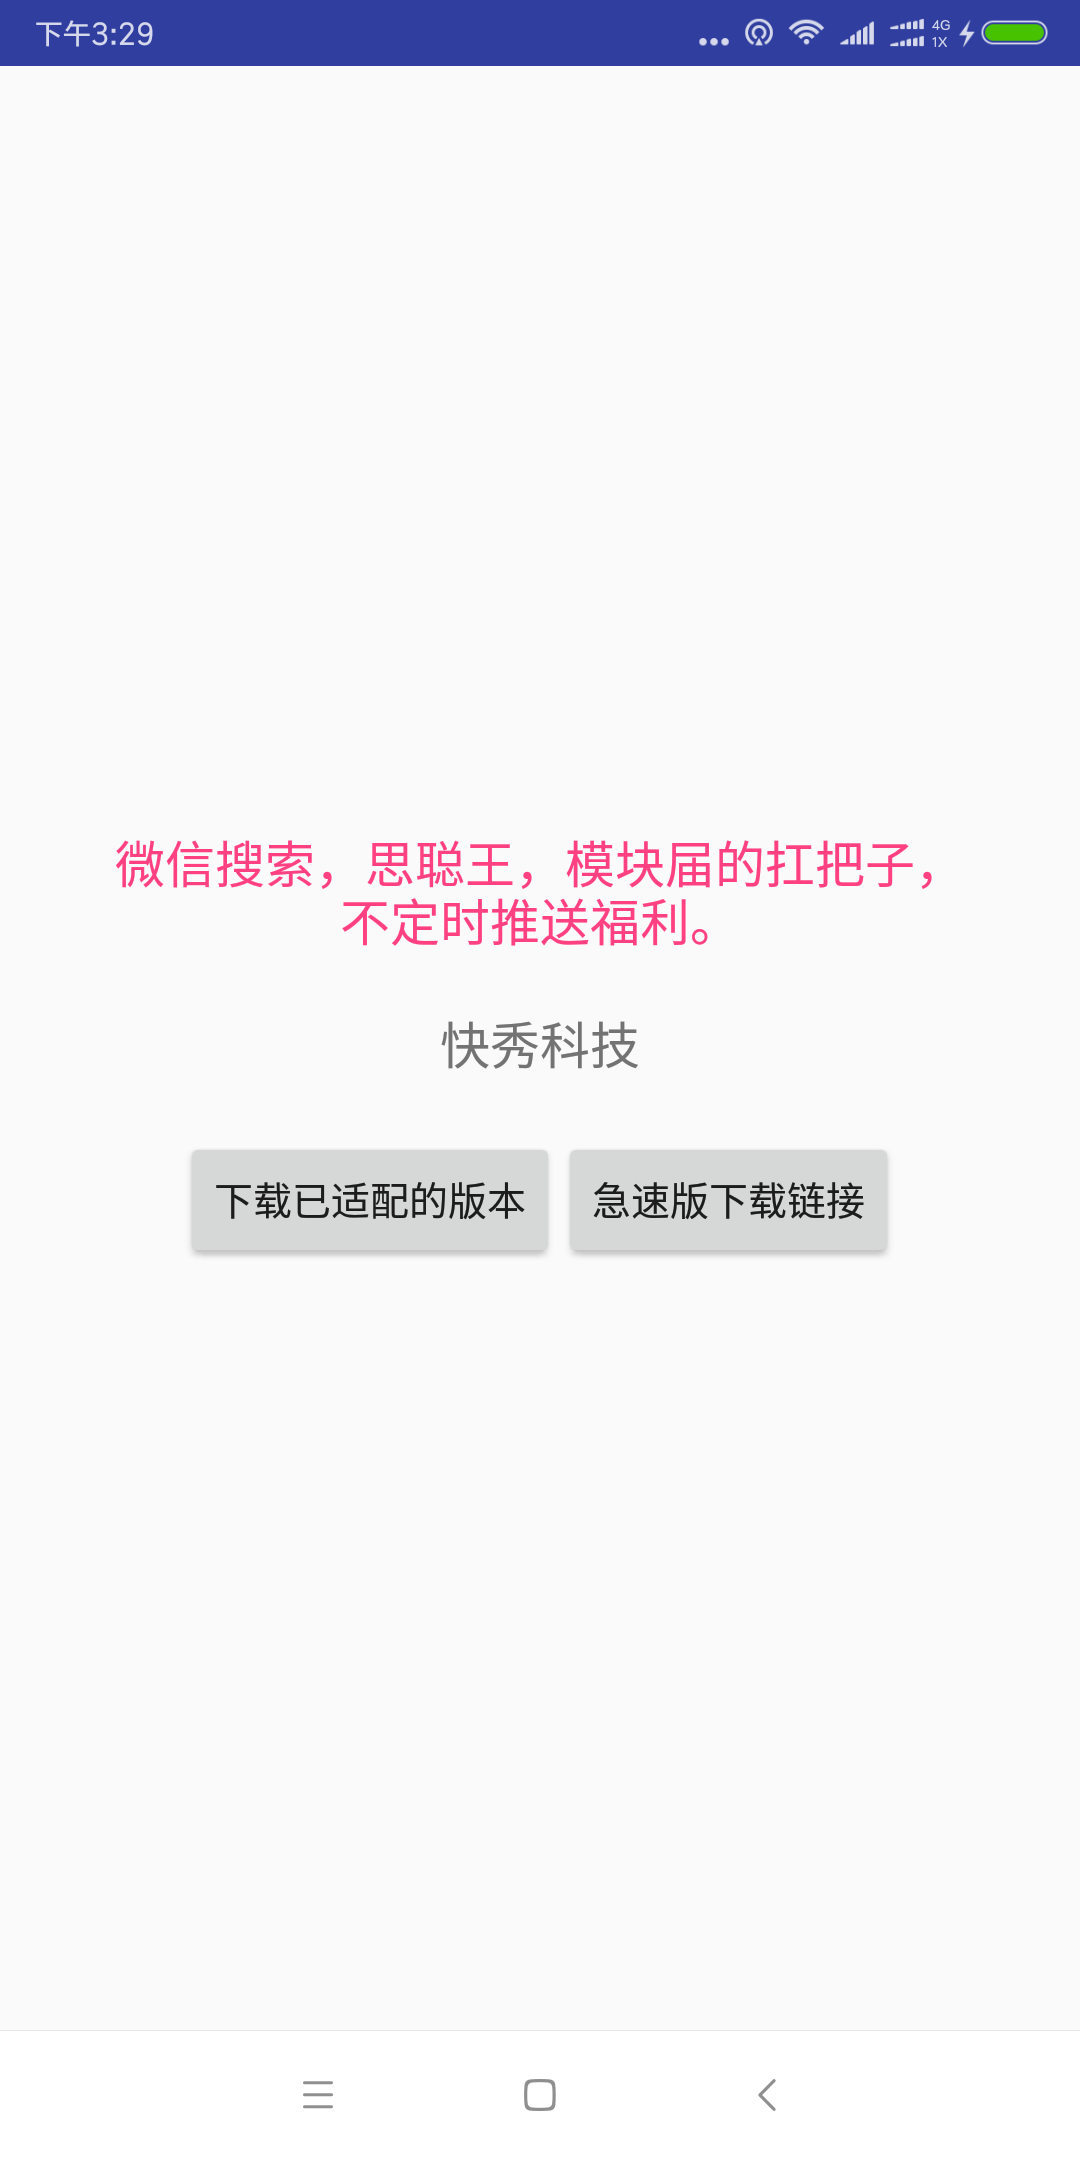 下午3:29
4G
1X
微信搜索，思聪王，模块届的扛把子，
不定时推送福利。
快秀科技
下载已适配的版本
急速版下载链接